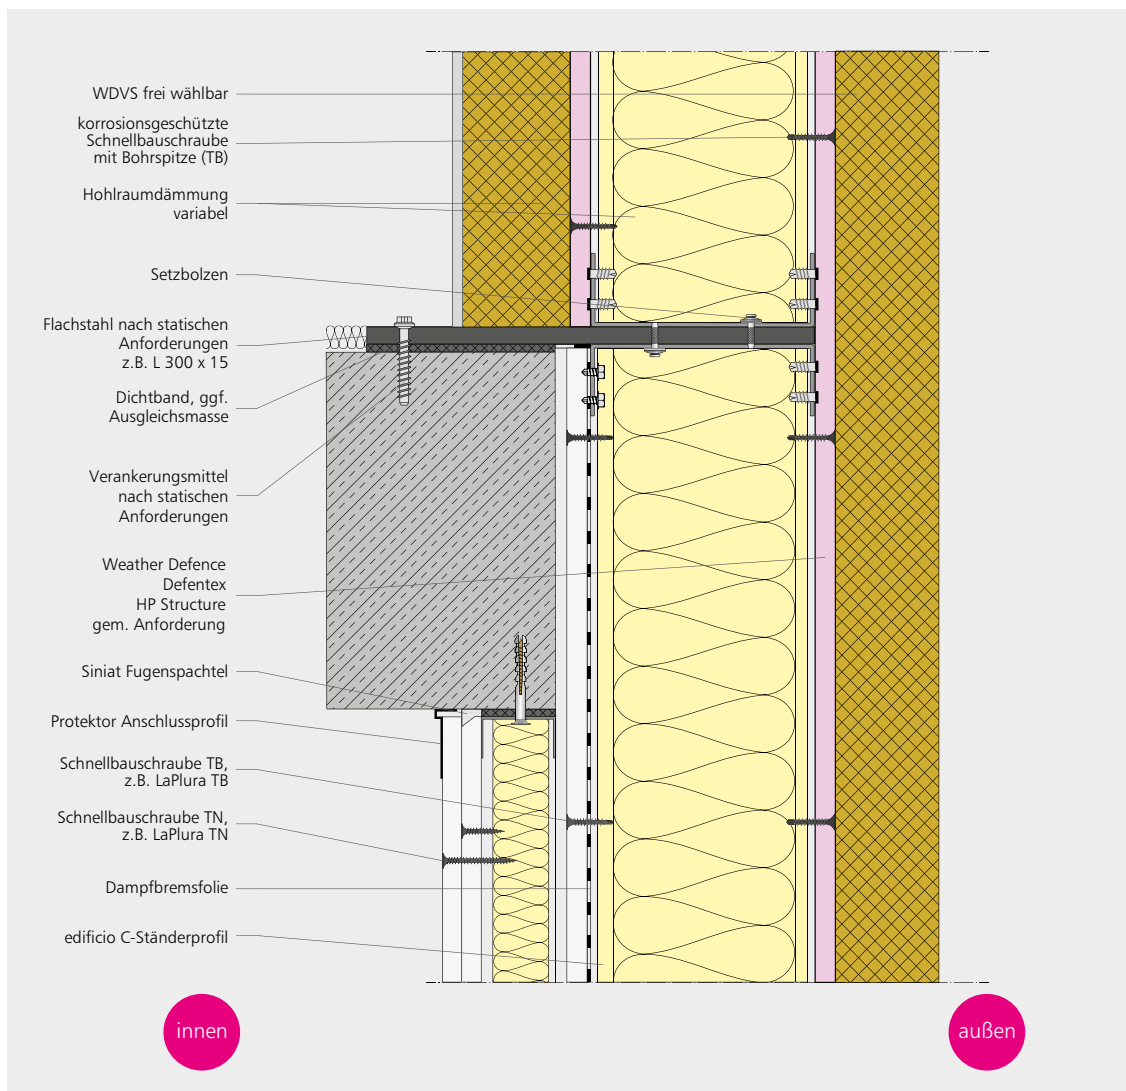 WDVS frei wählbar
korrosionsgeschützte
Schnellbauschraube
mit Bohrspitze (TB)
Hohlraumdämmung
variabel
Setzbolzen
Flachstahl nach statischen
Anforderungen
z.B. L 300 x 15
Dichtband, ggf.
Ausgleichsmasse
Verankerungsmittel
nach statischen
Anforderungen
Weather Defence
Defentex
HP Structure
gem. Anforderung
Siniat Fugenspachtel
Protektor Anschlussprofil
Schnellbauschraube TB,
z.B. LaPlura TB
Schnellbauschraube TN,
z.B. LaPlura TN
Dampfbremsfolie
edificio C-Ständerprofil
innen
außen